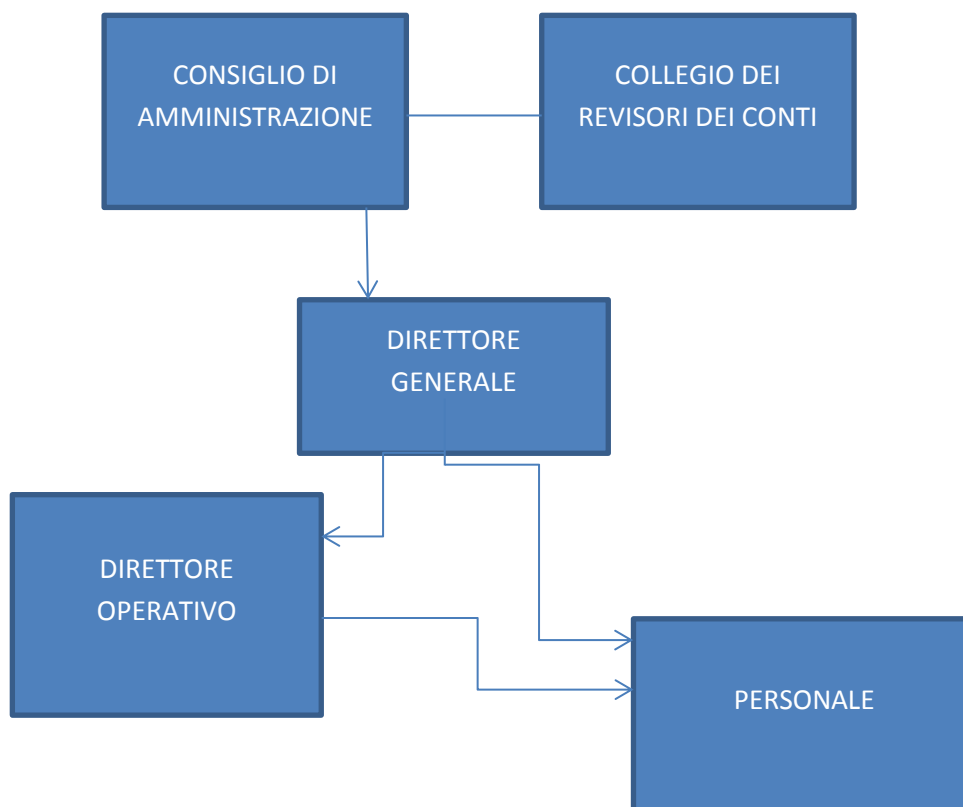 CONSIGLIO DI
AMMINISTRAZIONE
COLLEGIO DEI
REVISORI DEI CONTI
DIRETTORE
GENERALE
DIRETTORE
OPERATIVO
PERSONALE